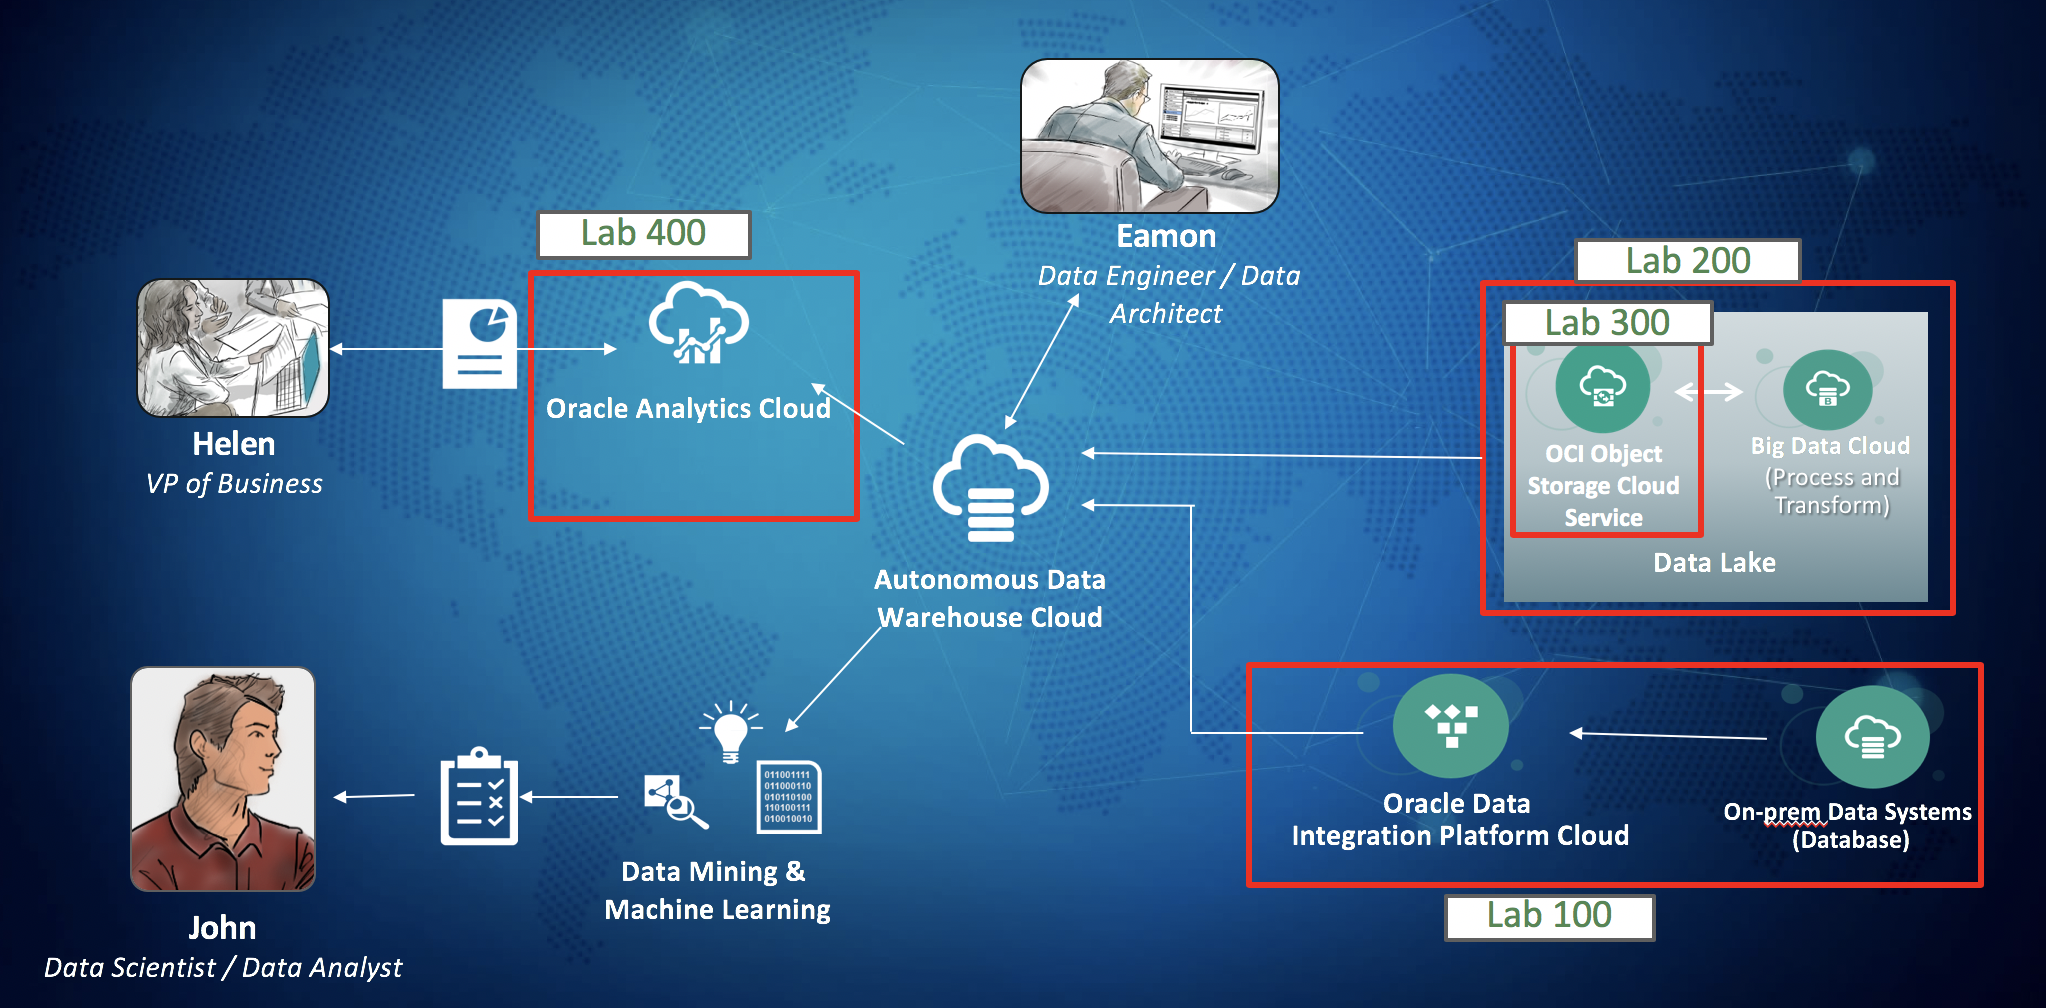 Lab 400
Eamon
Data Engineer / Data
Architect
Lab 200
Lab 300
Oracle Analytics Cloud
Helen
VP of Business
OCI Object
Storage Cloud
Service
Big Data Cloud
(Process and
Transform)
B
Data Lake
Autonomous Data
Warehouse Cloud
Oracle Data
Integration Platform Cloud
On-prem Data Systems
(Database)
Lab 100
011001111
011000110
010110100
110100111
010010010
Data Mining &
Machine Learning
John
Data Scientist / Data Analyst